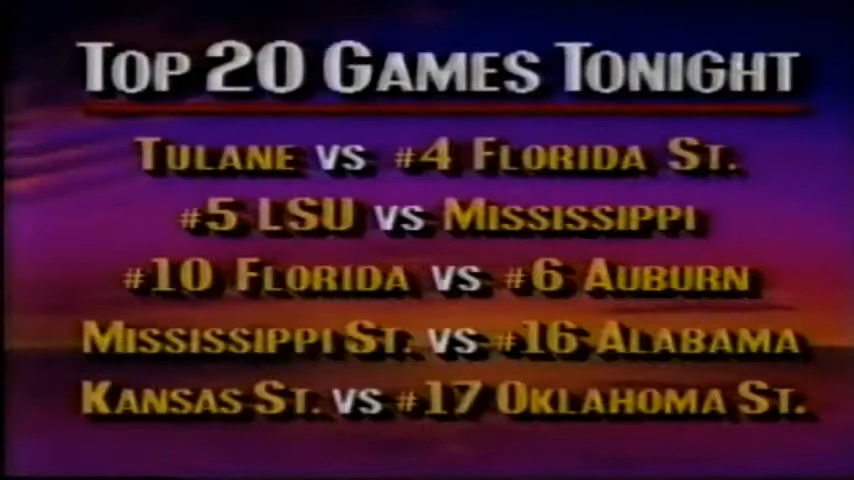 Top 20 Games Tonight
Tulane vs #4 Florida St.
#5 LSU vs Mississippi
#10 Florida vs #6 Auburn
Mississippi St. vs #16 Alabama
Kansas St. vs #17 Oklahoma St.